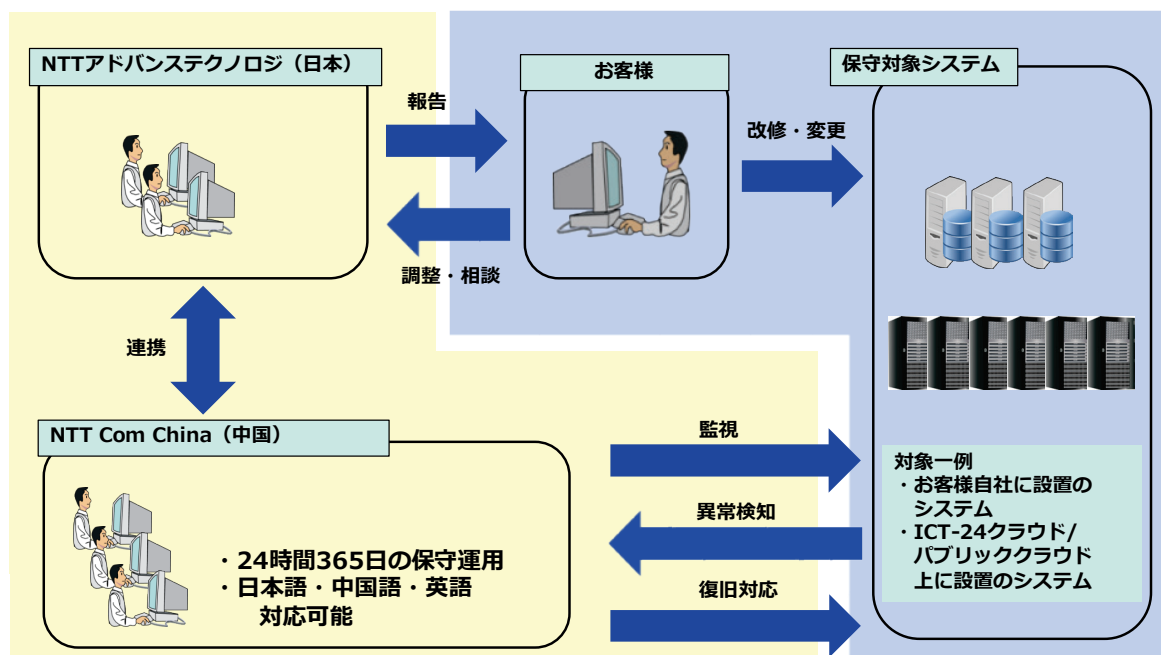 NTTアドバンステクノロジ（日本）
お客様
保守対象システム
報告
改修・変更
調整・相談
連携
NTT Com China（中国）
・24時間365日の保守運用
・日本語・中国語・英語
対応可能
監視
異常検知
復旧対応
対象一例
・お客様自社に設置の
システム
・ICT-24クラウド/
パブリッククラウド
上に設置のシステム